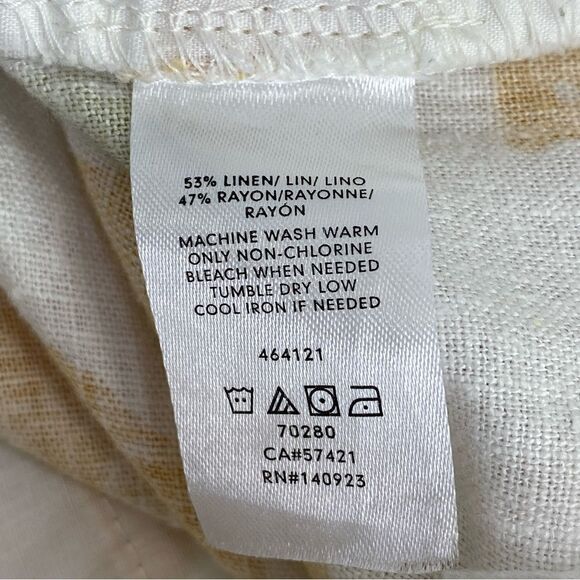 53% LINEN/ LIN/ LINO
47% RAYON/RAYONNE/
RAYÓN
MACHINE WASH WARM
ONLY NON-CHLORINE
BLEACH WHEN NEEDED
TUMBLE DRY LOW
COOL IRON IF NEEDED
464121
70280
CA#57421
RN#140923